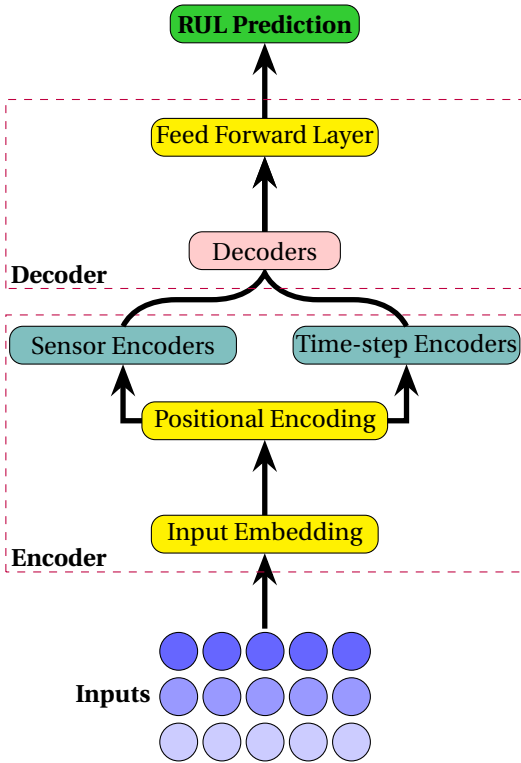 RUL Prediction
Feed Forward Layer
Decoders
Decoder
Sensor Encoders
Time-step Encoders
Positional Encoding
Input Embedding
Encoder
Inputs